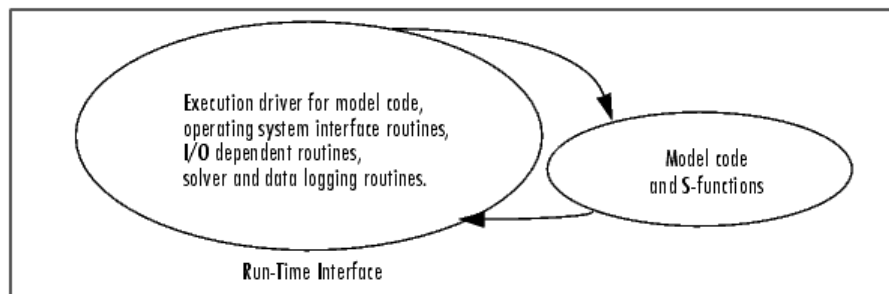 Execution driver for model code,
operating system interface routines,
I/O dependent routines,
solver and data logging routines.
Model code
and S-functions
Run-Time Interface